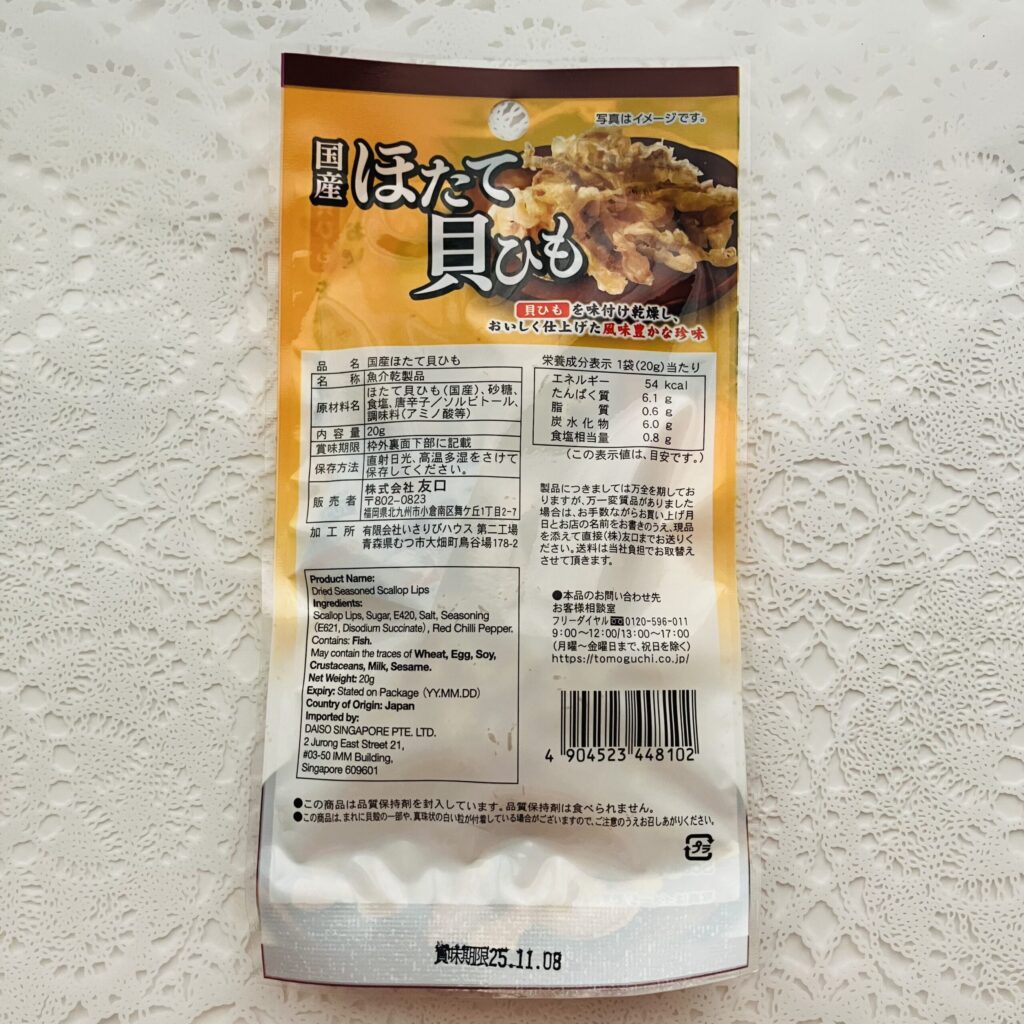 写真はイメージです。
国産
ほたて
貝ひも
貝ひもを味付け乾燥し、
おいしく仕上げた風味豊かな珍味
品名 国産ほたて貝ひも
名称 魚介乾製品
原材料名 ほたて貝ひも(国産)、砂糖、
食塩、唐辛子/ソルビトール、
調味料(アミノ酸等)
内容量 20g
賞味期限 枠外裏面下部に記載
保存方法 直射日光、高温多湿をさけて
保存してください。
販売者 株式会社 友口
〒802-0823
福岡県北九州市小倉南区舞ケ丘1丁目2-7
加工所 有限会社いさりびハウス 第二工場
青森県むつ市大畑町鳥谷場178-2
栄養成分表示 1袋(20g)当たり
エネルギー 54 kcal
たんぱく質 6.1 g
脂質 0.6 g
炭水化物 6.0 g
食塩相当量 0.8 g
(この表示値は、目安です。)
製品につきましては万全を期してお
りますが、万一変質品がありました
場合は、お手数ながらお買い上げ月
日とお店の名前をお書きのうえ、現品
を添えて直接(株)友口までお送りく
ださい。送料は当社負担でお取替え
させて頂きます。
Product Name:
Dried Seasoned Scallop Lips
Ingredients:
Scallop Lips, Sugar, E420, Salt, Seasoning
(E621, Disodium Succinate), Red Chilli Pepper.
Contains: Fish.
May contain the traces of Wheat, Egg, Soy,
Crustaceans, Milk, Sesame.
Net Weight: 20g
Expiry: Stated on Package (YY.MM.DD)
Country of Origin: Japan
Imported by:
DAISO SINGAPORE PTE. LTD.
2 Jurong East Street 21,
#03-50 IMM Building,
Singapore 609601
●本品のお問い合わせ先
お客様相談室
フリーダイヤル 0120-596-011
9:00〜12:00/13:00〜17:00
(月曜〜金曜日まで、祝日を除く)
https://tomoguchi.co.jp/
4 904523 448102
●この商品は品質保持剤を封入しています。品質保持剤は食べられません。
●この商品は、まれに貝殻の一部や、真珠状の白い粒が付着している場合がございますので、ご注意のうえお召しあがりください。
プラ
賞味期限25.11.08